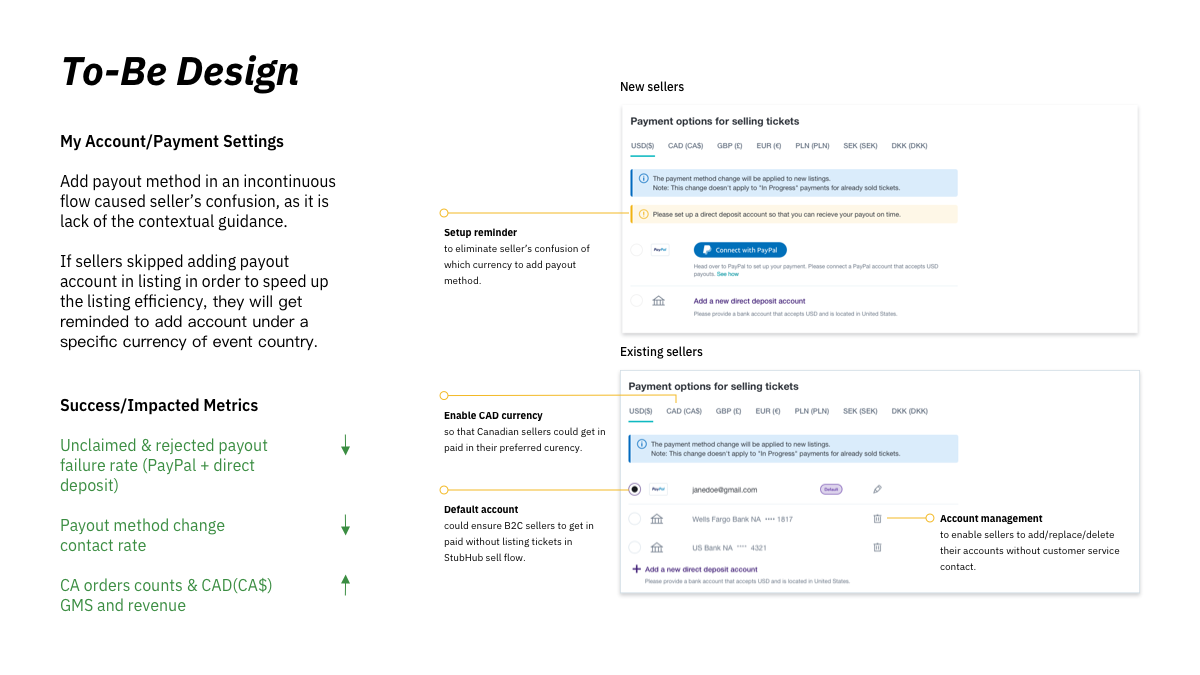 To-Be Design
My Account/Payment Settings
Add payout method in an incontinuous
flow caused seller's confusion, as it is
lack of the contextual guidance.
If sellers skipped adding payout
account in listing in order to speed up
the listing efficiency, they will get
reminded to add account under a
specific currency of event country.
Success/Impacted Metrics
Unclaimed & rejected payout
failure rate (PayPal + direct
deposit)
Payout method change
contact rate
CA orders counts & CAD(CA$)
GMS and revenue
Setup reminder
to eliminate seller's confusion of
which currency to add payout
method.
Enable CAD currency
so that Canadian sellers could get in
paid in their preferred curency.
Default account
could ensure B2C sellers to get in
paid without listing tickets in
StubHub sell flow.
New sellers
Payment options for selling tickets
USD($) CAD (CA$) GBP (£) EUR (€) PLN (PLN) SEK (SEK) DKK (DKK)
The payment method change will be applied to new listings.
Note: This change doesn't apply to "In Progress" payments for already sold tickets.
Please set up a direct deposit account so that you can recieve your payout on time.
PayPal Connect with PayPal
Head over to PayPal to set up your payment. Please connect a PayPal account that accepts USD
payouts. See how
Add a new direct deposit account
Please provide a bank account that accepts USD and is located in United States.
Existing sellers
Payment options for selling tickets
USD($) CAD (CA$) GBP (£) EUR (€) PLN (PLN) SEK (SEK) DKK (DKK)
The payment method change will be applied to new listings.
Note: This change doesn't apply to "In Progress" payments for already sold tickets.
PayPal janedoe@gmail.com Default
Wells Fargo Bank NA •••• 1817
US Bank NA •••• 4321
+ Add a new direct deposit account
Please provide a bank account that accepts USD and is located in United States.
Account management
to enable sellers to add/replace/delete
their accounts without customer service
contact.